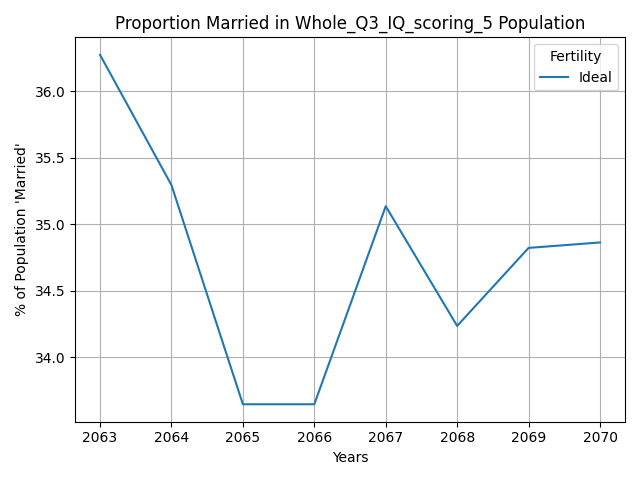 Proportion Married in Whole_Q3_IQ_scoring_5 Population
Fertility
Ideal
36.0
35.5
35.0
34.5
34.0
% of Population 'Married'
2063 2064 2065 2066 2067 2068 2069 2070
Years